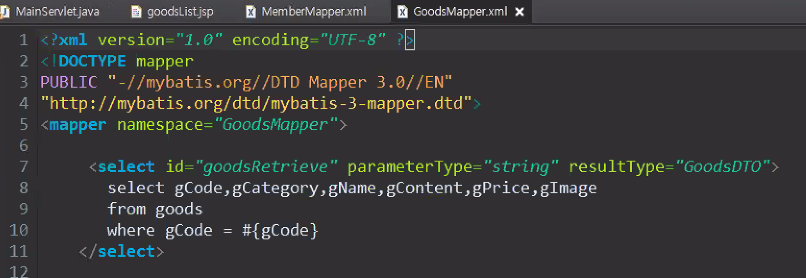 MainServlet.java goodsList.jsp MemberMapper.xml GoodsMapper.xml
1 <?xml version="1.0" encoding="UTF-8" ?>
2 <!DOCTYPE mapper
3 PUBLIC "-//mybatis.org//DTD Mapper 3.0//EN"
4 "http://mybatis.org/dtd/mybatis-3-mapper.dtd">
5 <mapper namespace="GoodsMapper">
6
7 <select id="goodsRetrieve" parameterType="string" resultType="GoodsDTO">
8 select gCode,gCategory,gName,gContent,gPrice,gImage
9 from goods
10 where gCode = #{gCode}
11 </select>
12